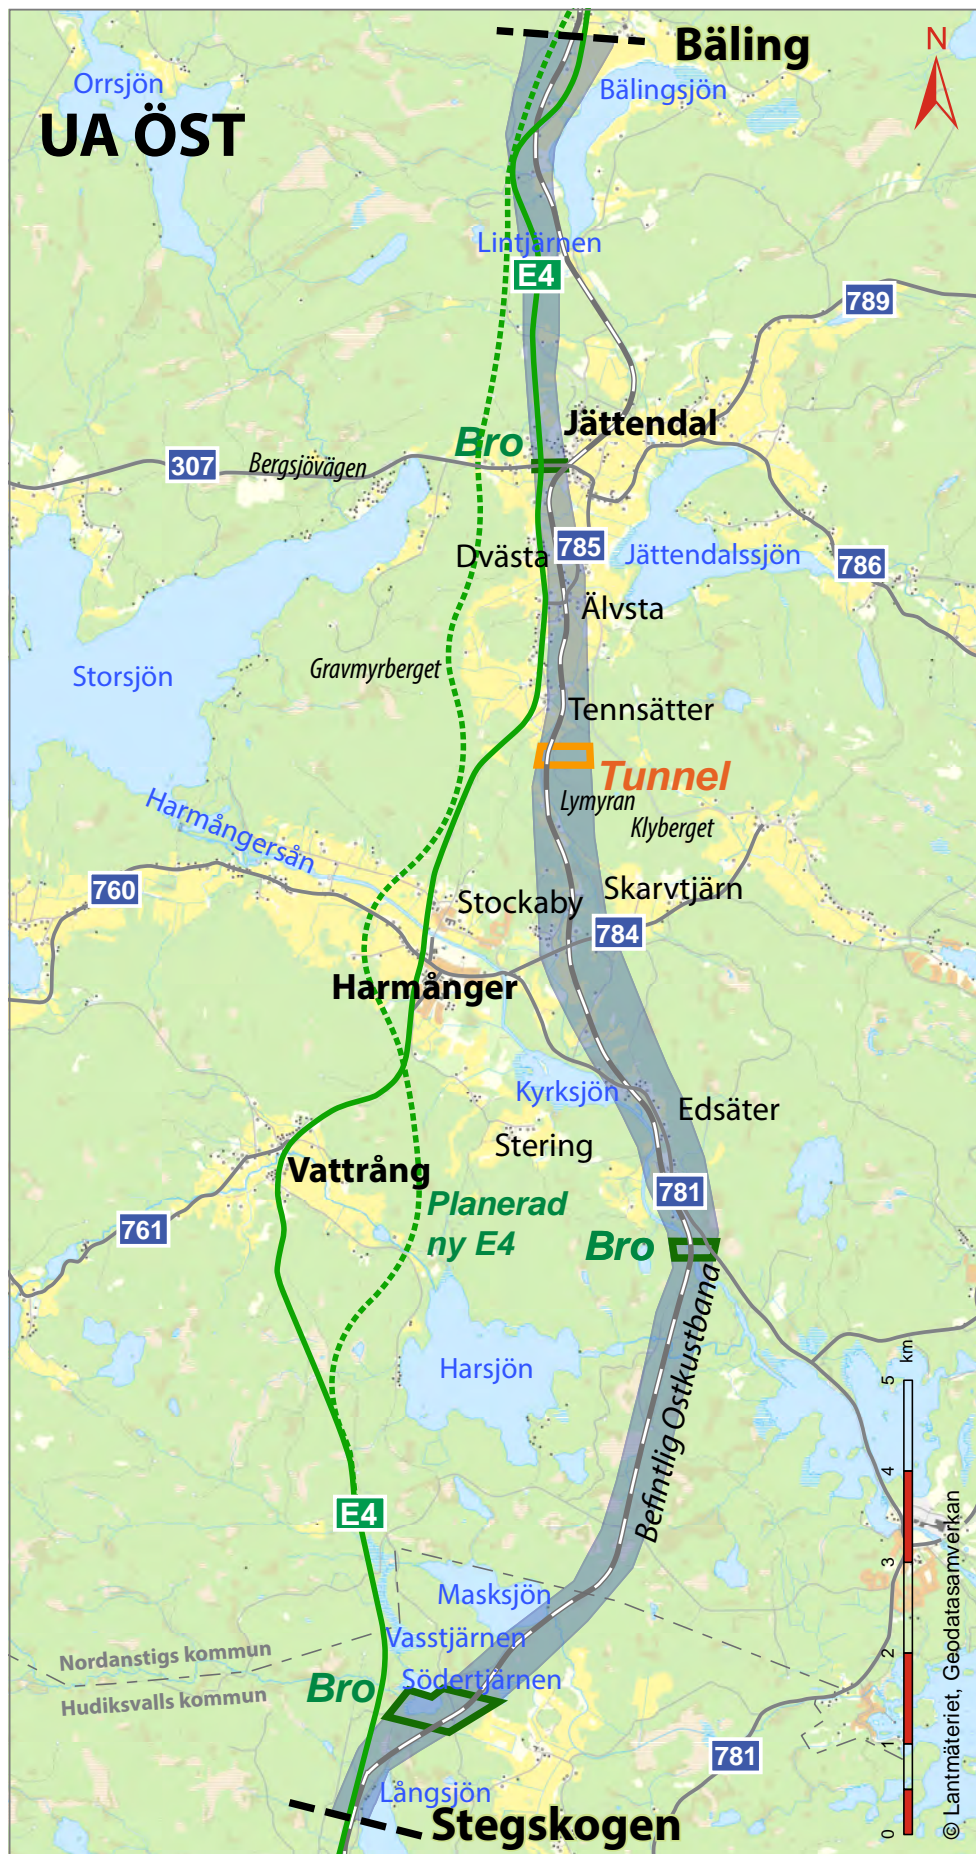 Bäling
N
Orrsjön
Bälingsjön
UA ÖST
Lintjärnen
E4
789
Jättendal
Bro
307
Bergsjövägen
785
Dvästa
Jättendalssjön
786
Älvsta
Gravmyrberget
Storsjön
Tennsätter
Tunnel
Lymyran
Klyberget
Harmångersån
760
Skarvtjärn
Stockaby
784
Harmånger
Kyrksjön
Edsäter
Stering
Vattrång
781
Planerad
ny E4
761
Bro
Befintlig Ostkustbana
Harsjön
km
5
4
3
2
1
0
E4
Masksjön
Vasstjärnen
Nordanstigs kommun
Södertjärnen
Bro
Hudiksvalls kommun
781
Långsjön
Stegskogen
© Lantmäteriet, Geodatasamverkan